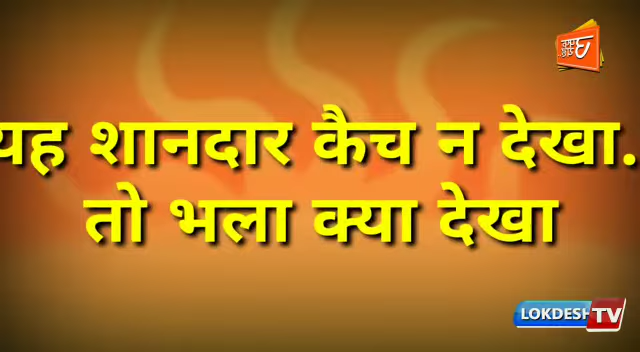 यह शानदार कैच न देखा.
तो भला क्या देखा
LOKDESH TV